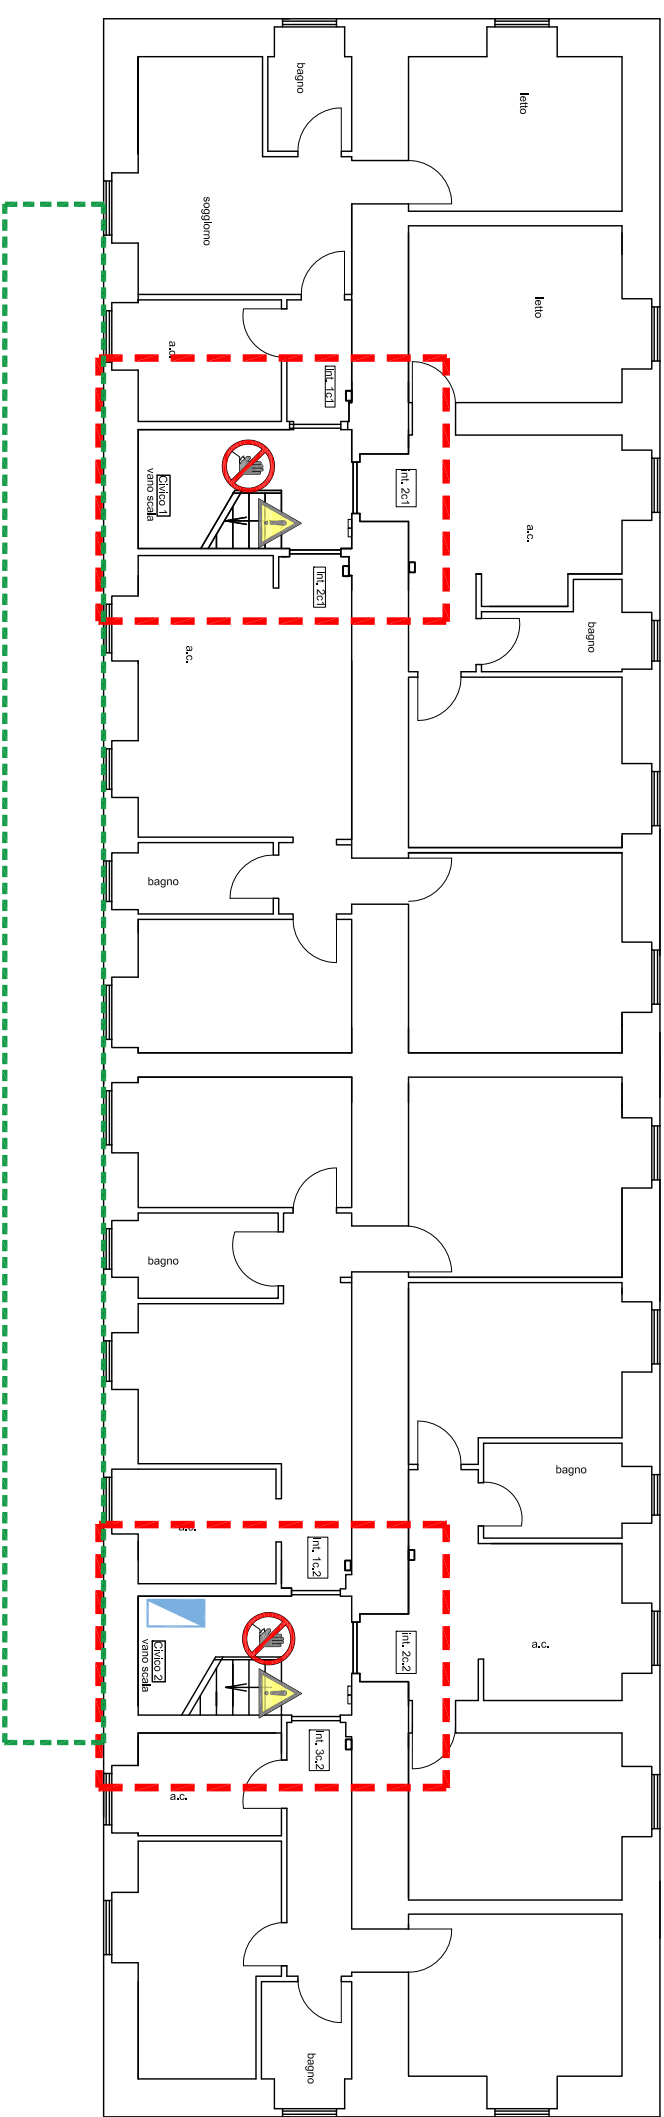 bagno
letto
soggiorno
letto
a.c.
Int. 1c1
Civico 1
vano scala
int. 2c1
a.c.
Int. 2c1
bagno
a.c.
bagno
bagno
bagno
a.c.
Int. 1c.2
Civico 2
vano scala
int. 2c.2
a.c.
Int. 3c.2
a.c.
bagno